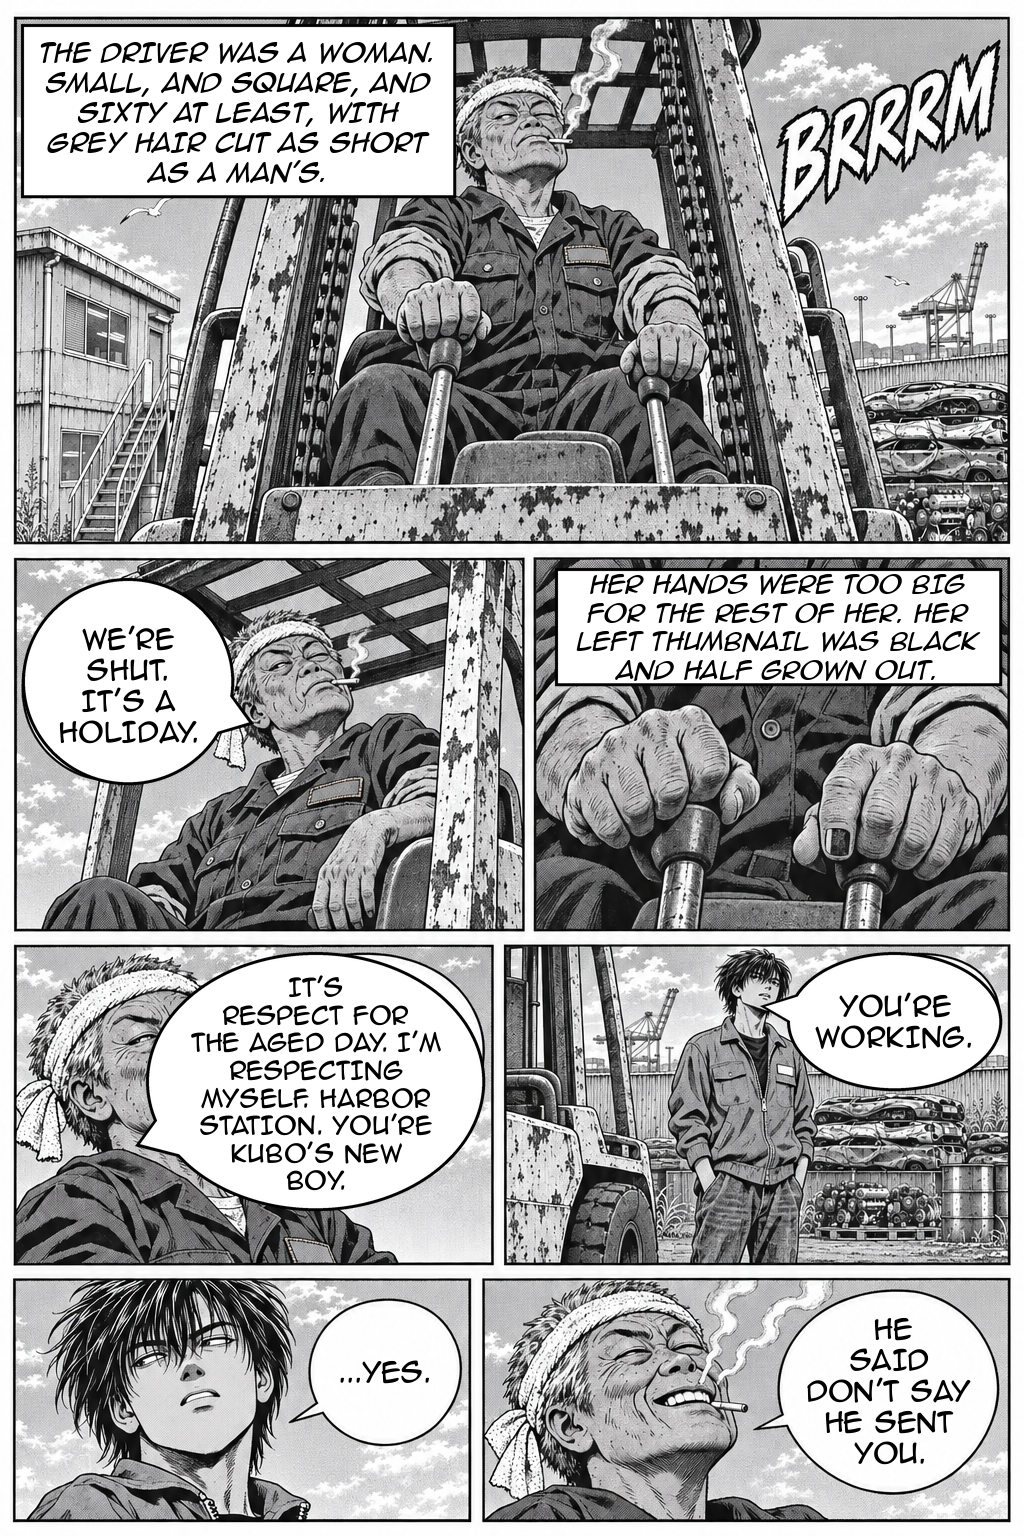 THE DRIVER WAS A WOMAN.
SMALL, AND SQUARE, AND
SIXTY AT LEAST, WITH
GREY HAIR CUT AS SHORT
AS A MAN'S.
BRRRM
WE'RE
SHUT.
IT'S A
HOLIDAY.
HER HANDS WERE TOO BIG
FOR THE REST OF HER. HER
LEFT THUMBNAIL WAS BLACK
AND HALF GROWN OUT.
IT'S
RESPECT FOR
THE AGED DAY. I'M
RESPECTING
MYSELF. HARBOR
STATION. YOU'RE
KUBO'S NEW
BOY.
YOU'RE
WORKING.
...YES.
HE
SAID
DON'T SAY
HE SENT
YOU.